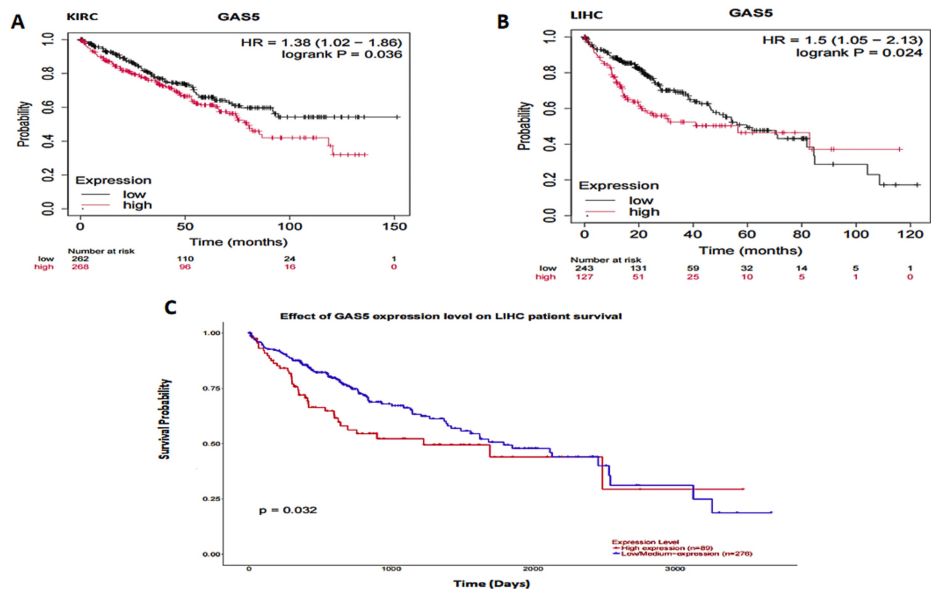 A
KIRC GAS5
HR = 1.38 (1.02 − 1.86)
logrank P = 0.036
Probability
1.0
0.8
0.6
0.4
0.2
0.0
Expression
low
high
0 50 100 150
Time (months)
Number at risk
low 262 110 24 1
high 268 96 16 0
B
LIHC GAS5
HR = 1.5 (1.05 − 2.13)
logrank P = 0.024
Probability
1.0
0.8
0.6
0.4
0.2
0.0
Expression
low
high
0 20 40 60 80 100 120
Time (months)
Number at risk
low 243 131 59 32 14 5 1
high 127 51 25 10 5 1 0
C
Effect of GAS5 expression level on LIHC patient survival
Survival Probability
1.00
0.75
0.50
0.25
0.00
p = 0.032
Expression Level
High expression (n=89)
Low/Medium-expression (n=276)
0 1000 2000 3000
Time (Days)